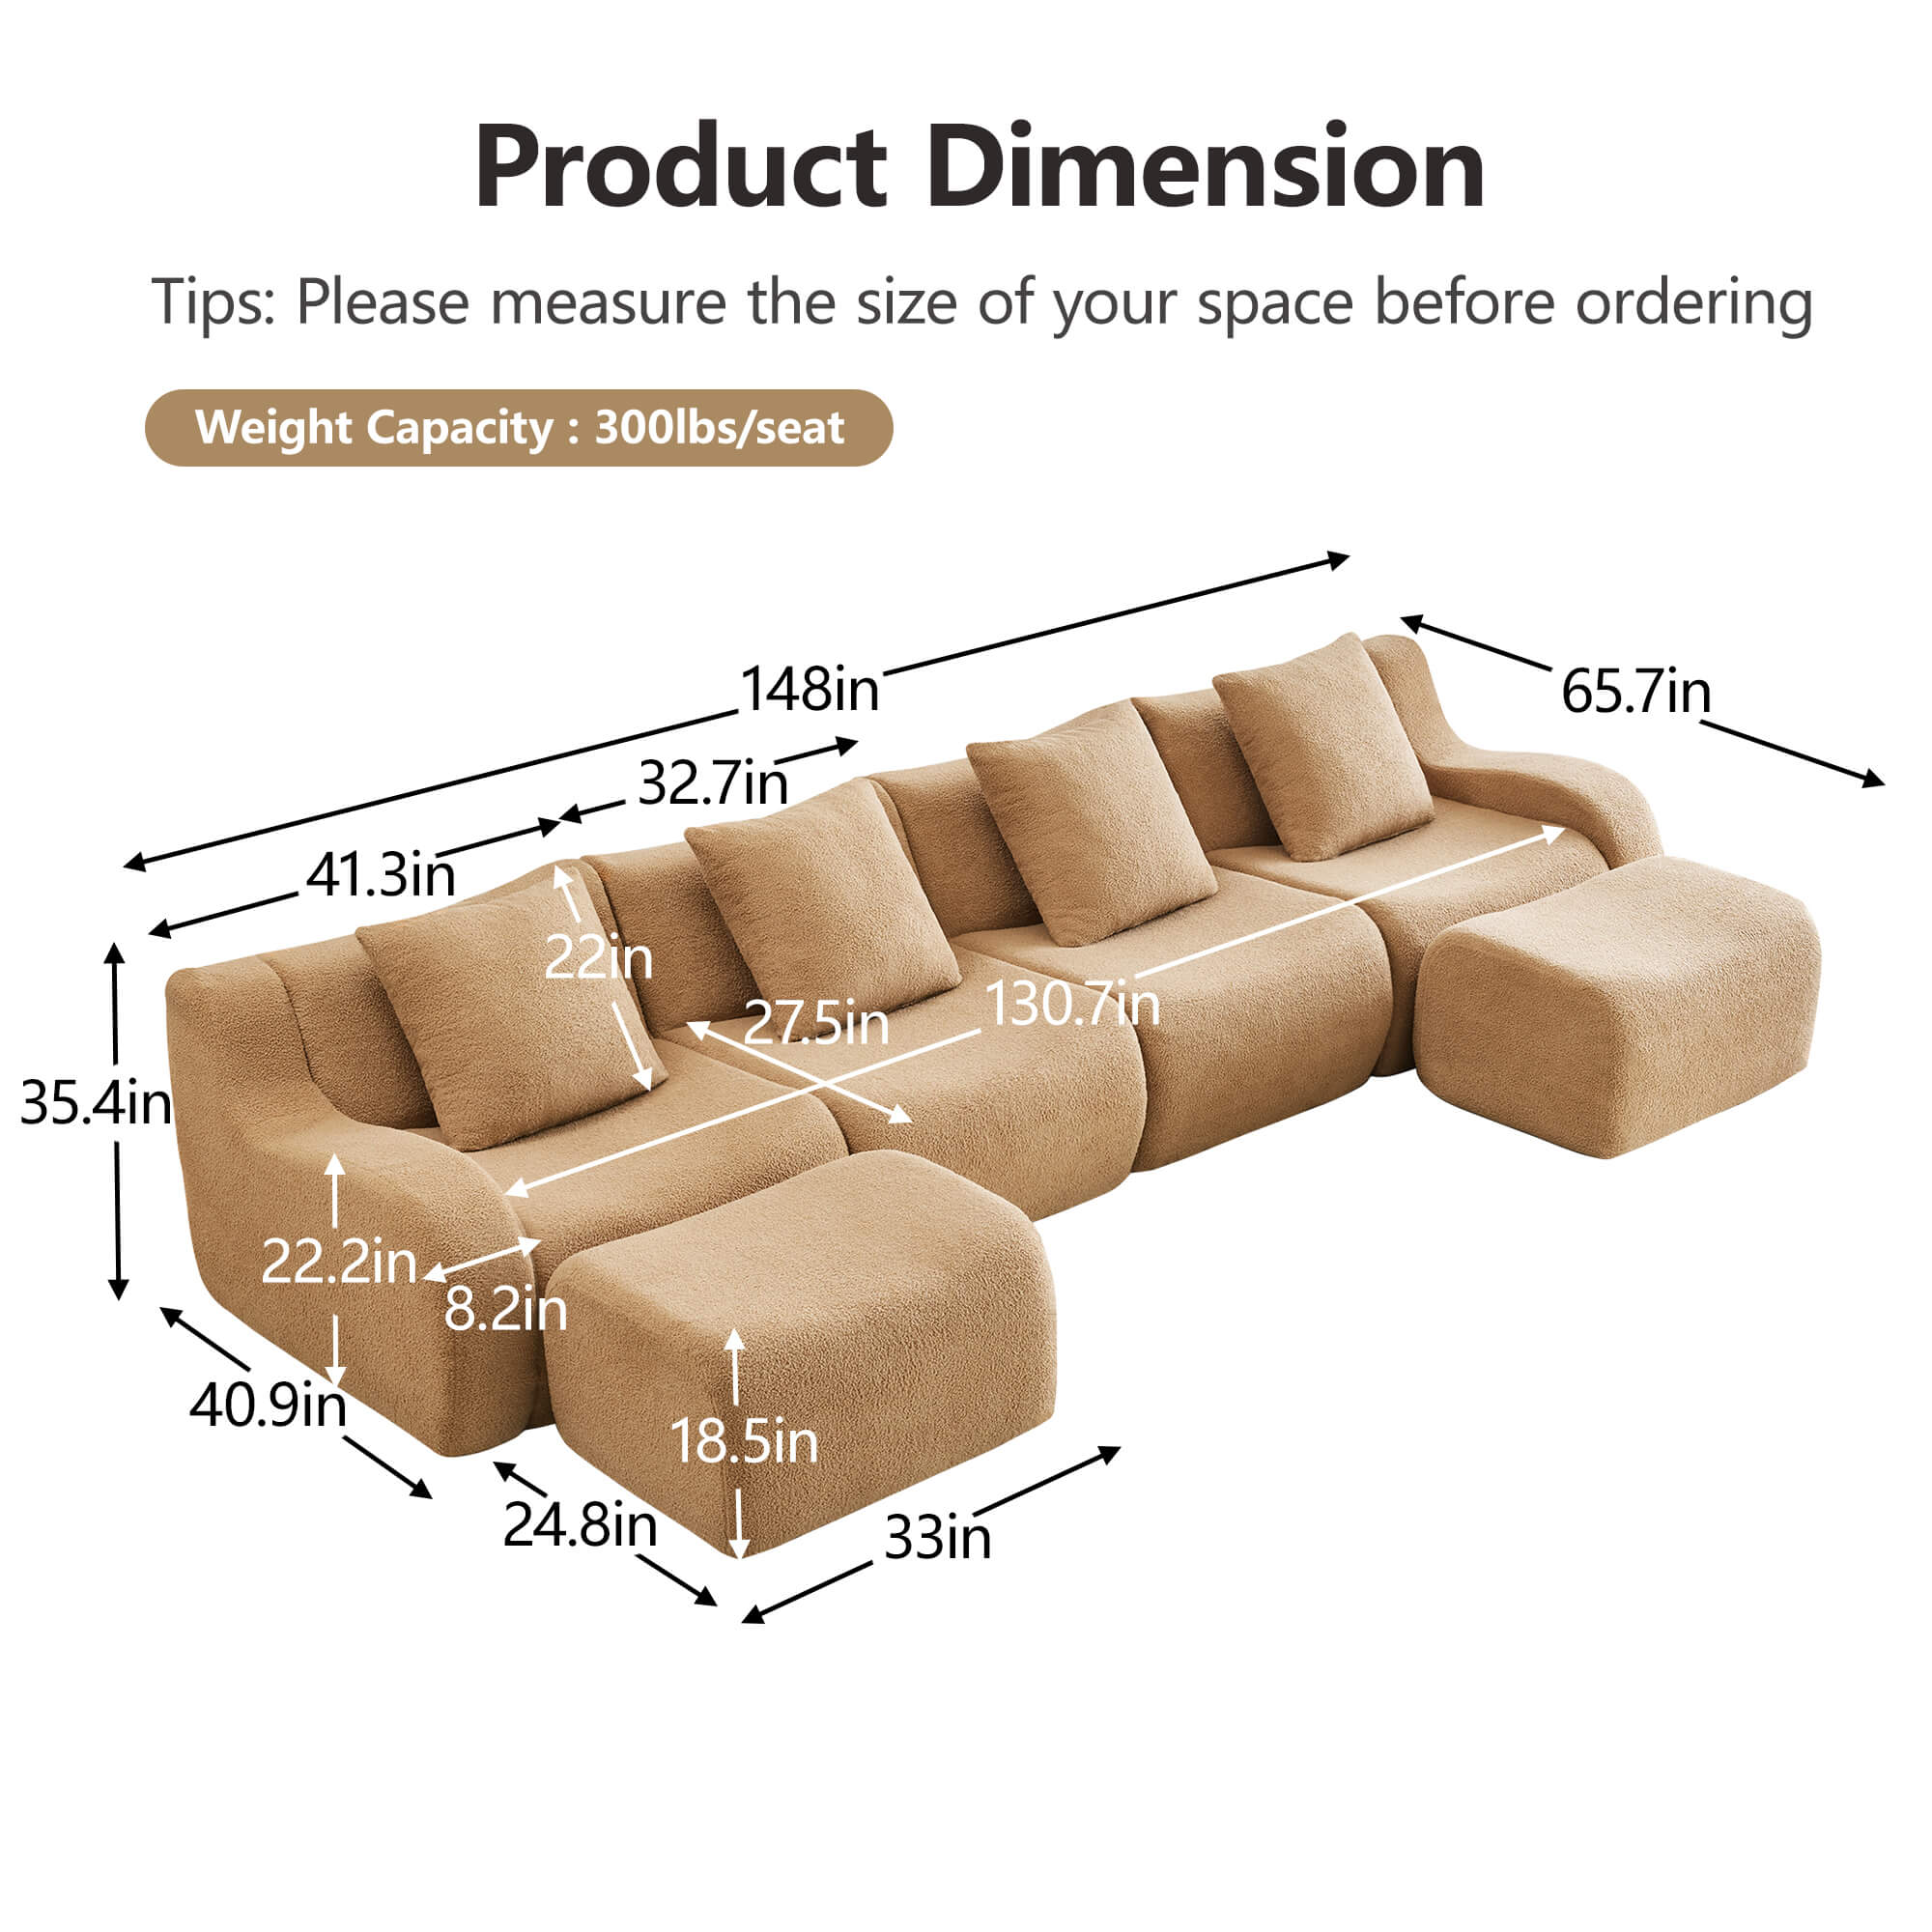 Product Dimension
Tips: Please measure the size of your space before ordering
Weight Capacity : 300lbs/seat
148in
65.7in
32.7in
41.3in
22in
27.5in
130.7in
35.4in
22.2in
8.2in
40.9in
18.5in
24.8in
33in